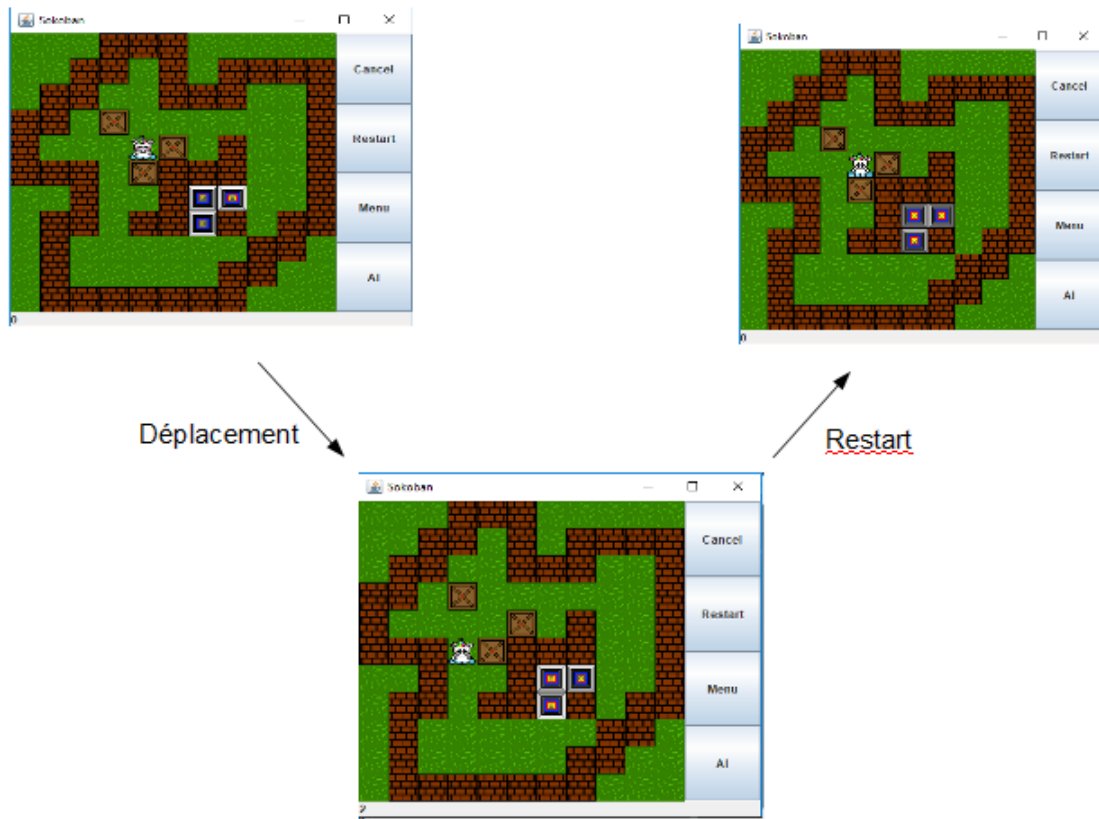 Sokoban
Cancel
Restart
Menu
AI
0
Sokoban
Cancel
Restart
Menu
AI
0
Déplacement
Restart
Sokoban
Cancel
Restart
Menu
AI
2